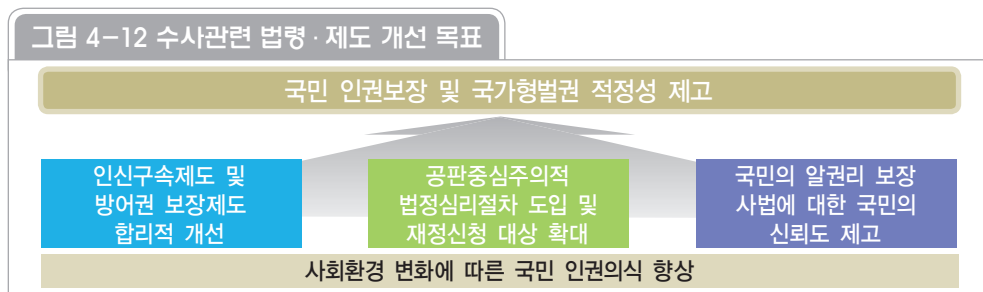 그림 4-12 수사관련 법령·제도 개선 목표
국민 인권보장 및 국가형벌권 적정성 제고
인신구속제도 및
방어권 보장제도
합리적 개선
공판중심주의적
법정심리절차 도입 및
재정신청 대상 확대
국민의 알권리 보장
사법에 대한 국민의
신뢰도 제고
사회환경 변화에 따른 국민 인권의식 향상